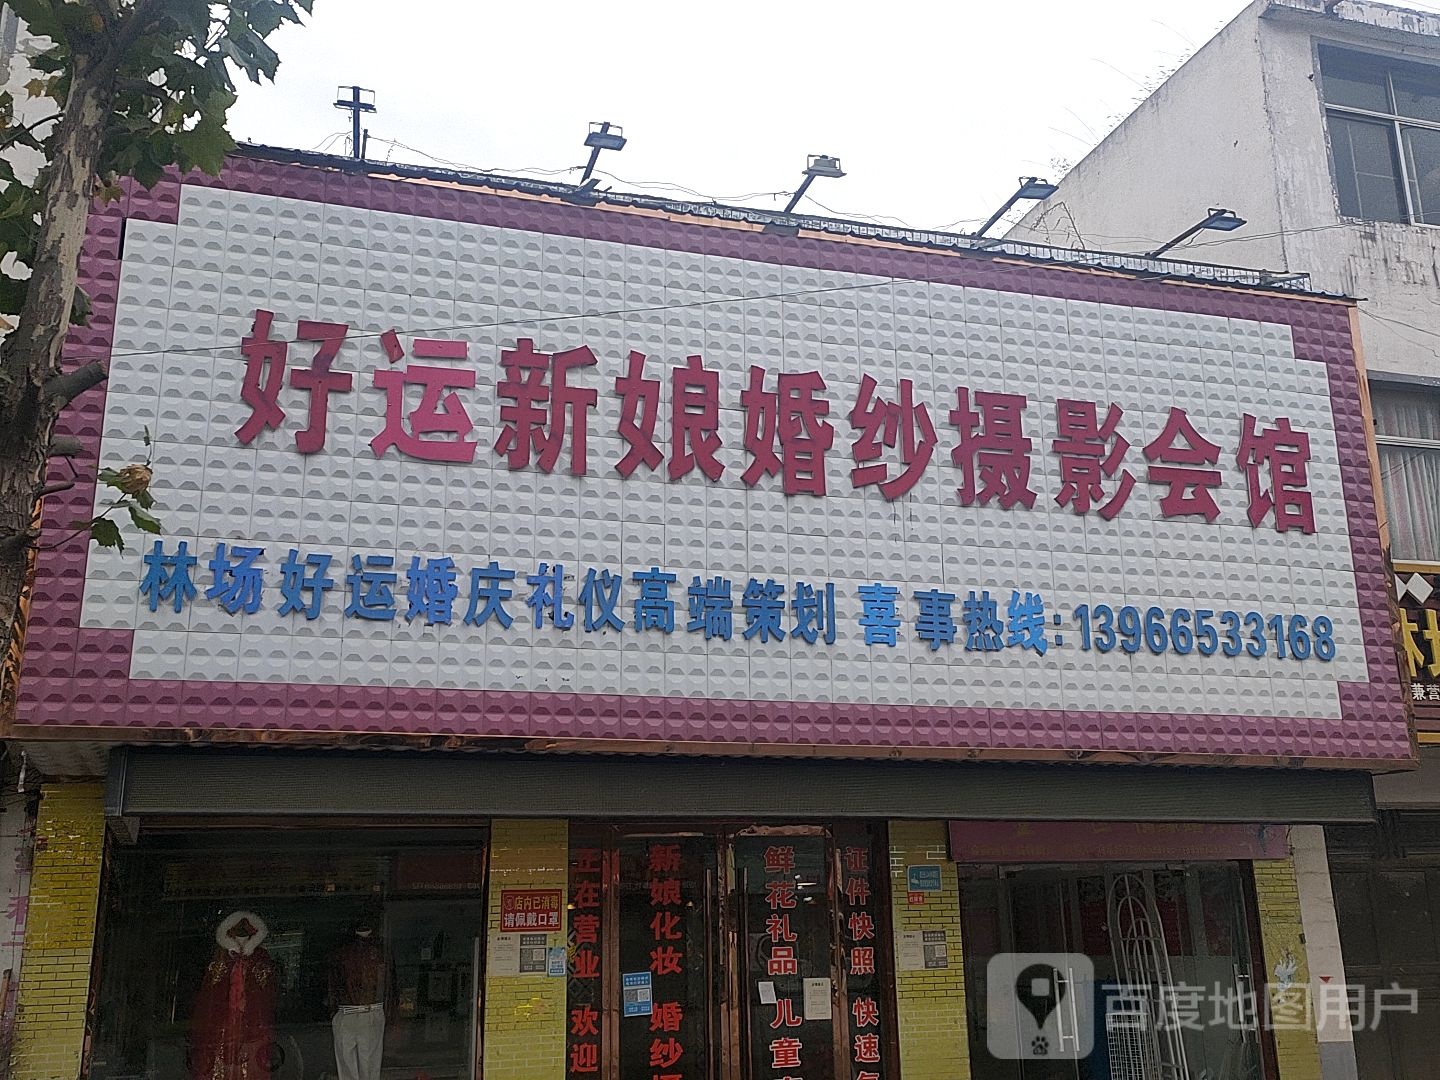 好运新娘婚纱摄影会馆
林场好运婚庆礼仪高端策划 喜事热线:13966533168
兼营
店内已消毒
请佩戴口罩
正在营业 欢迎
新娘化妆 婚纱
鲜花礼品 儿童
证件快照 快速
百度地图用户